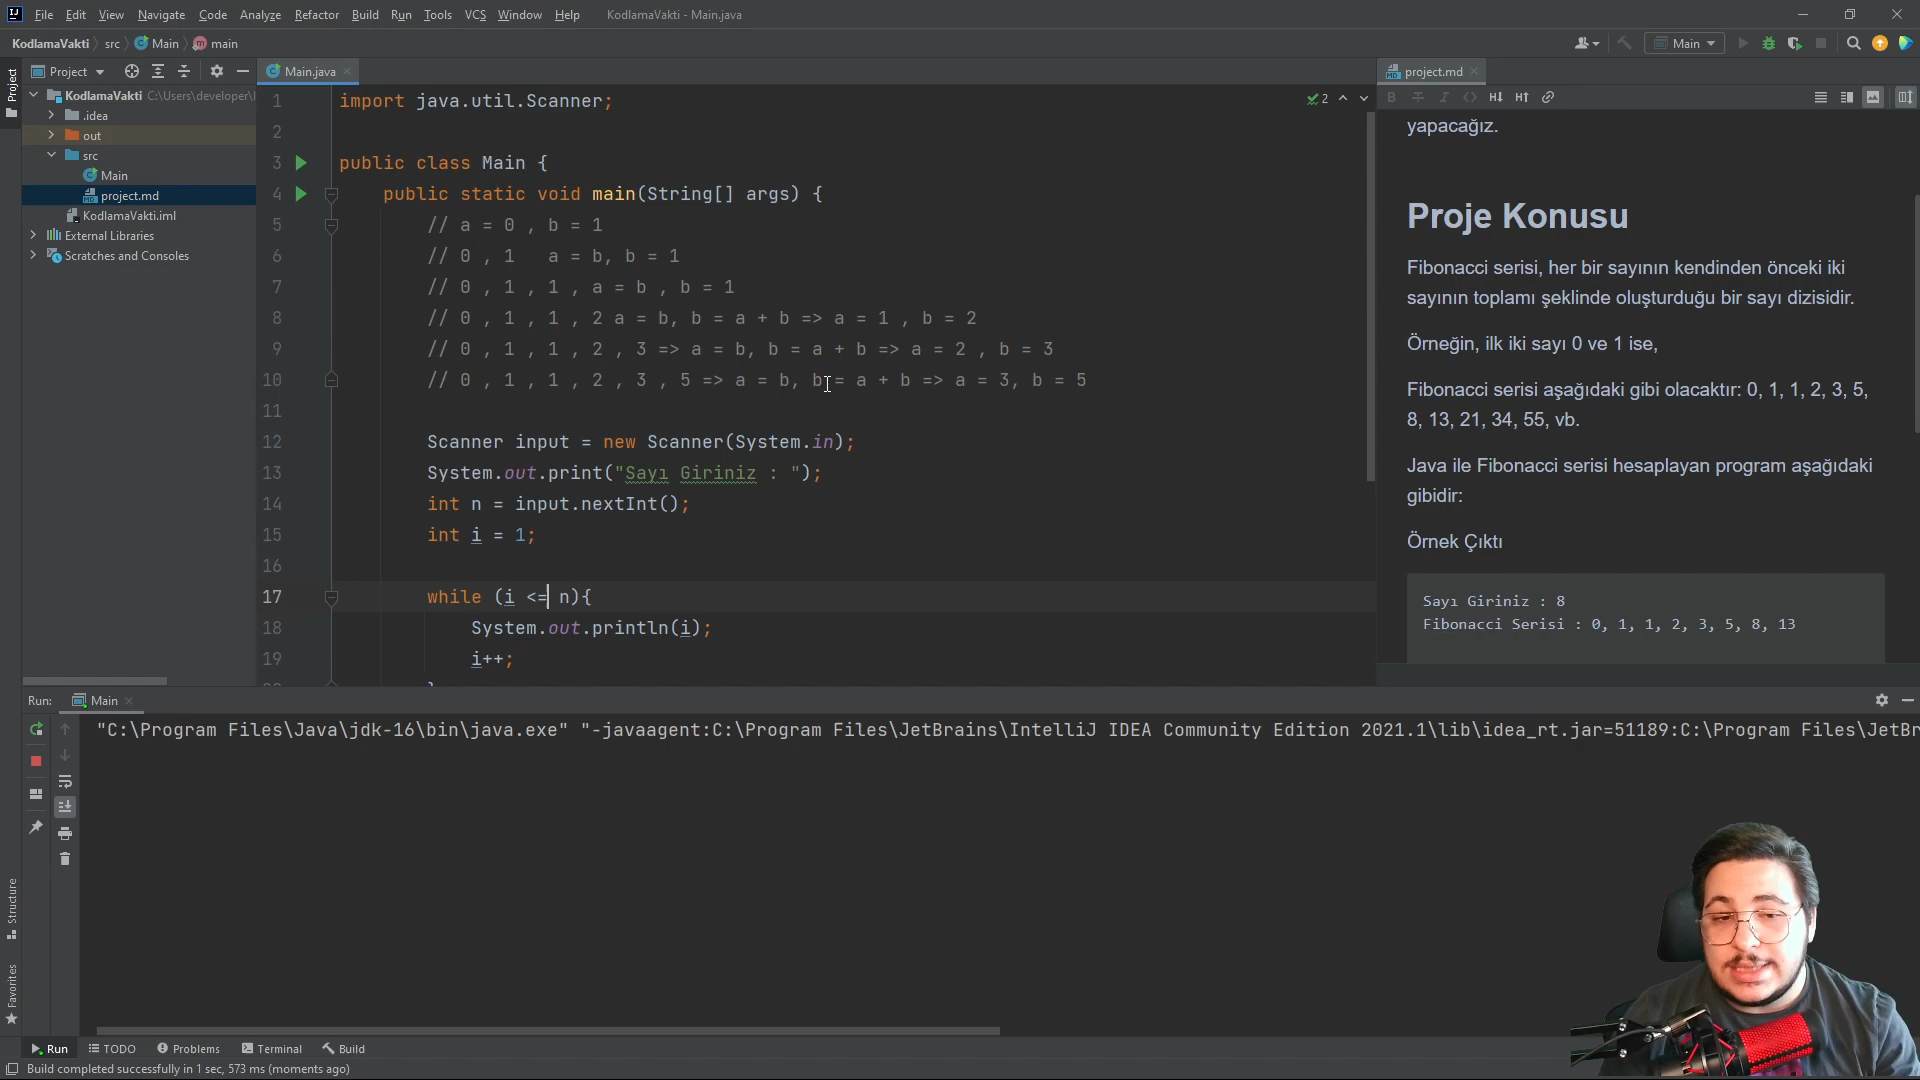 File Edit View Navigate Code Analyze Refactor Build Run Tools VCS Window Help KodlamaVakti - Main.java
KodlamaVakti src Main main
Main
Project
Project
Main.java
project.md
KodlamaVakti C:\Users\developer\
.idea
out
src
Main
project.md
KodlamaVakti.iml
External Libraries
Scratches and Consoles
2
1 import java.util.Scanner;
2
3 public class Main {
4 public static void main(String[] args) {
5 // a = 0 , b = 1
6 // 0 , 1 a = b, b = 1
7 // 0 , 1 , 1 , a = b , b = 1
8 // 0 , 1 , 1 , 2 a = b, b = a + b => a = 1 , b = 2
9 // 0 , 1 , 1 , 2 , 3 => a = b, b = a + b => a = 2 , b = 3
10 // 0 , 1 , 1 , 2 , 3 , 5 => a = b, b = a + b => a = 3, b = 5
11
12 Scanner input = new Scanner(System.in);
13 System.out.print("Sayı Giriniz : ");
14 int n = input.nextInt();
15 int i = 1;
16
17 while (i <= n){
18 System.out.println(i);
19 i++;
yapacağız.
Proje Konusu
Fibonacci serisi, her bir sayının kendinden önceki iki
sayının toplamı şeklinde oluşturduğu bir sayı dizisidir.
Örneğin, ilk iki sayı 0 ve 1 ise,
Fibonacci serisi aşağıdaki gibi olacaktır: 0, 1, 1, 2, 3, 5,
8, 13, 21, 34, 55, vb.
Java ile Fibonacci serisi hesaplayan program aşağıdaki
gibidir:
Örnek Çıktı
Sayı Giriniz : 8
Fibonacci Serisi : 0, 1, 1, 2, 3, 5, 8, 13
Run: Main
"C:\Program Files\Java\jdk-16\bin\java.exe" "-javaagent:C:\Program Files\JetBrains\IntelliJ IDEA Community Edition 2021.1\lib\idea_rt.jar=51189:C:\Program Files\JetBr
Structure
Favorites
Run TODO Problems Terminal Build
Build completed successfully in 1 sec, 573 ms (moments ago)